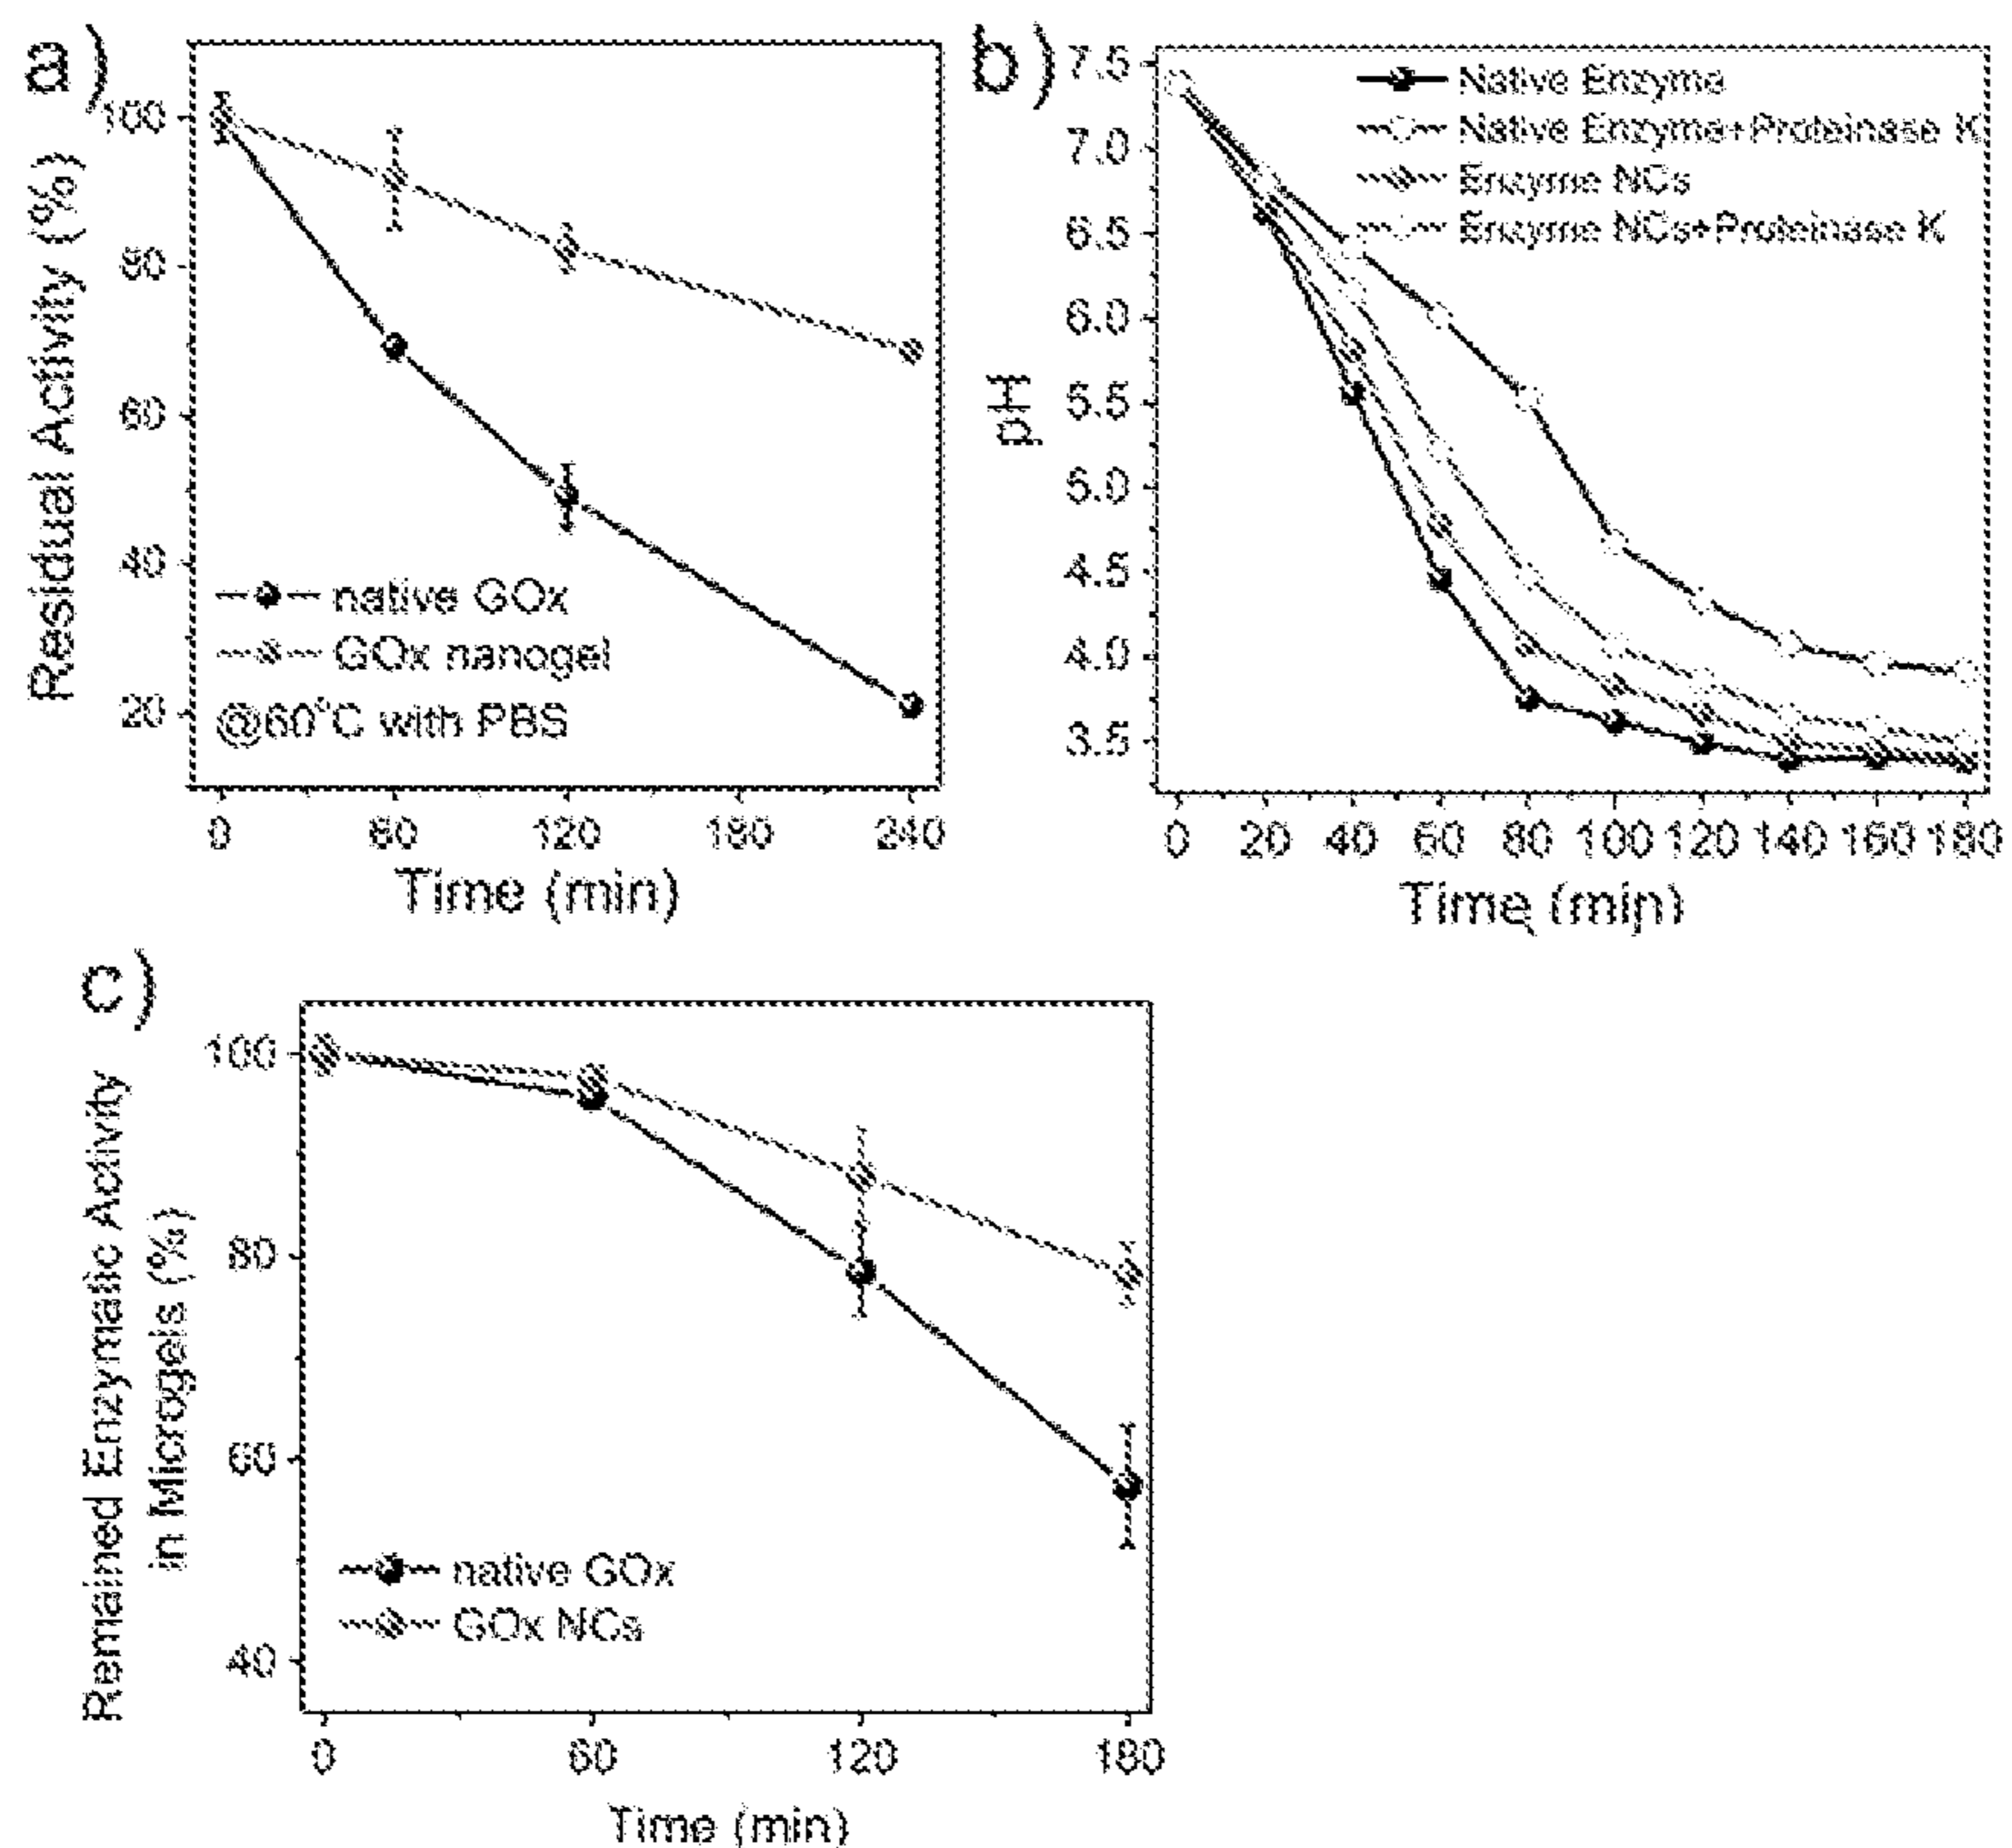 a)
Residual Activity (%)
100
80
60
40
20
native GOx
GOx nanogel
@60°C with PBS
0 60 120 180 240
Time (min)
b)
pH
7.5
7.0
6.5
6.0
5.5
5.0
4.5
4.0
3.5
Native Enzyme
Native Enzyme+Proteinase K
Enzyme NCs
Enzyme NCs+Proteinase K
0 20 40 60 80 100 120 140 160 180
Time (min)
c)
Remained Enzymatic Activity
in Microgels (%)
100
80
60
40
native GOx
GOx NCs
0 60 120 180
Time (min)